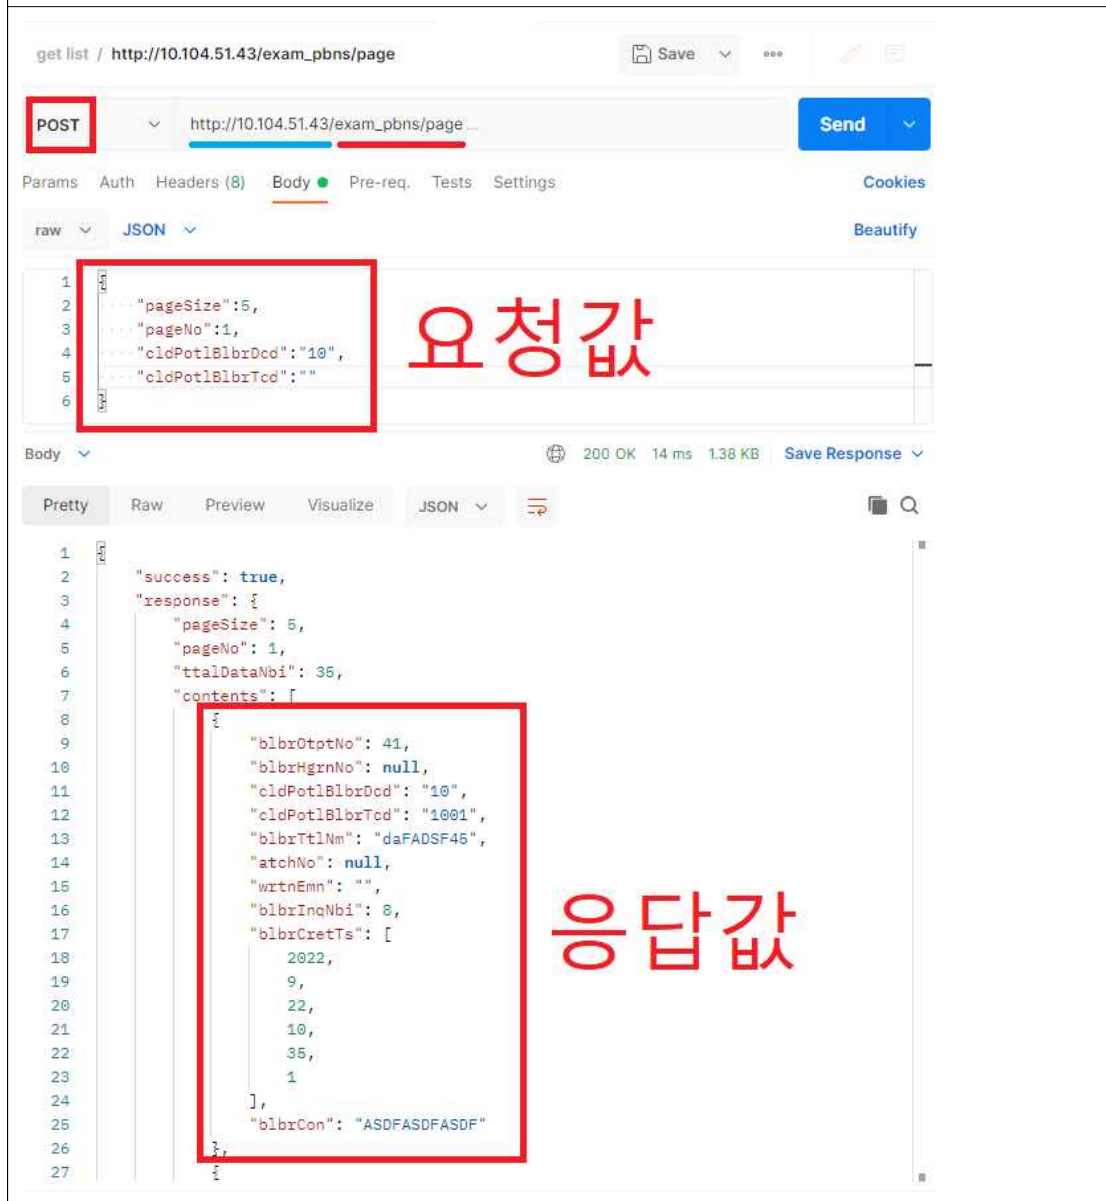 get list / http://10.104.51.43/exam_pbns/page Save
POST http://10.104.51.43/exam_pbns/page ... Send
Params Auth Headers (8) Body Pre-req. Tests Settings Cookies
raw JSON Beautify
1 {
2 "pageSize":5,
3 "pageNo":1,
4 "cldPotlBlbrDcd":"10",
5 "cldPotlBlbrTcd":""
6 }
요청값
Body 200 OK 14 ms 1.38 KB Save Response
Pretty Raw Preview Visualize JSON
1 {
2 "success": true,
3 "response": {
4 "pageSize": 5,
5 "pageNo": 1,
6 "ttalDataNbi": 35,
7 "contents": [
8 {
9 "blbrOtptNo": 41,
10 "blbrHgrnNo": null,
11 "cldPotlBlbrDcd": "10",
12 "cldPotlBlbrTcd": "1001",
13 "blbrTtlNm": "daFADSF45",
14 "atchNo": null,
15 "wrtnEmn": "",
16 "blbrInqNbi": 8,
17 "blbrCretTs": [
18 2022,
19 9,
20 22,
21 10,
22 35,
23 1
24 ],
25 "blbrCon": "ASDFASDFASDF"
26 },
27 {
응답값